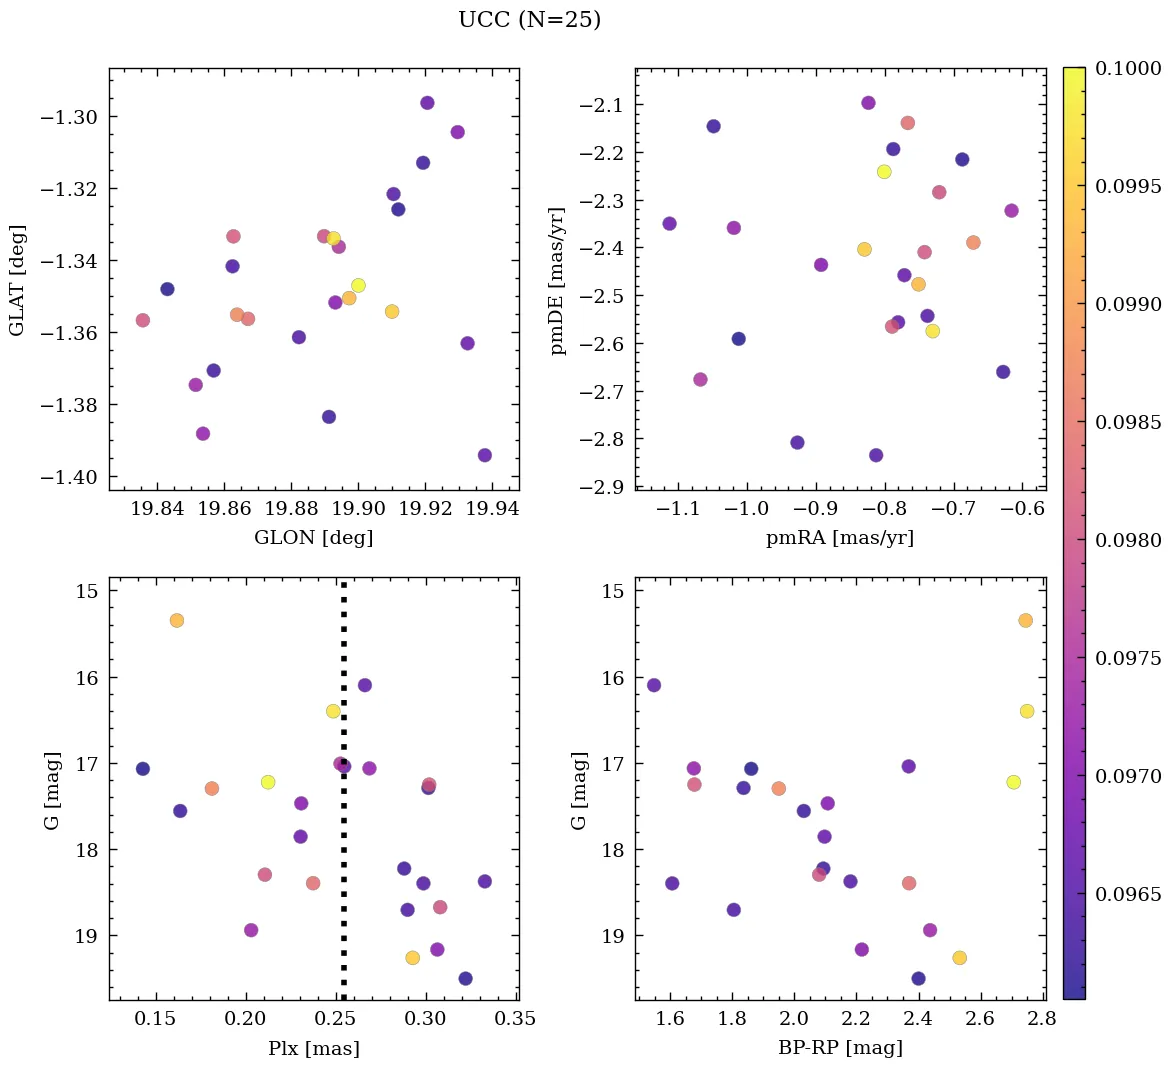 UCC (N=25)
−1.30
−1.32
−1.34
−1.36
−1.38
−1.40
GLAT [deg]
19.84 19.86 19.88 19.90 19.92 19.94
GLON [deg]
−2.1
−2.2
−2.3
−2.4
−2.5
−2.6
−2.7
−2.8
−2.9
pmDE [mas/yr]
−1.1 −1.0 −0.9 −0.8 −0.7 −0.6
pmRA [mas/yr]
15
16
17
18
19
G [mag]
0.15 0.20 0.25 0.30 0.35
Plx [mas]
15
16
17
18
19
G [mag]
1.6 1.8 2.0 2.2 2.4 2.6 2.8
BP-RP [mag]
0.1000
0.0995
0.0990
0.0985
0.0980
0.0975
0.0970
0.0965